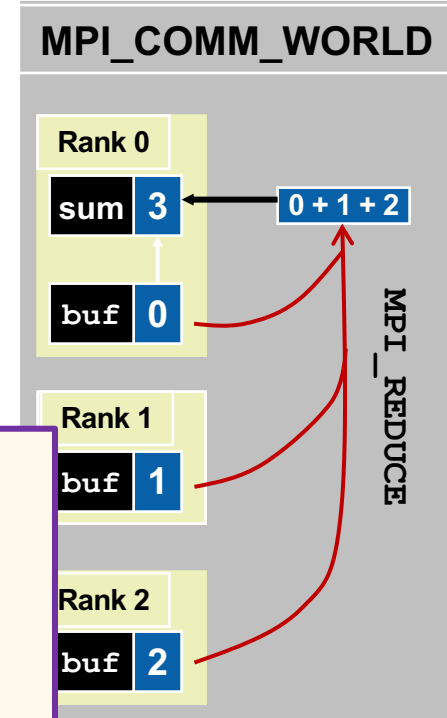 MPI_COMM_WORLD
Rank 0
sum 3
0 + 1 + 2
buf 0
MPI_REDUCE
Rank 1
buf 1
Rank 2
buf 2